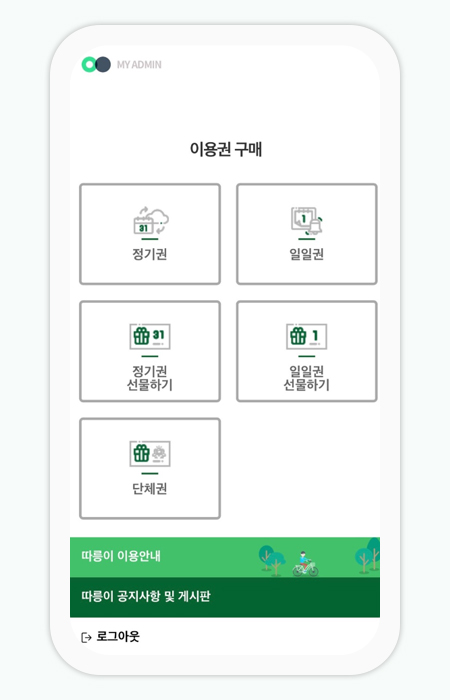 MY ADMIN
이용권 구매
31
정기권
1
일일권
31
정기권
선물하기
1
일일권
선물하기
단체권
따릉이 이용안내
따릉이 공지사항 및 게시판
로그아웃